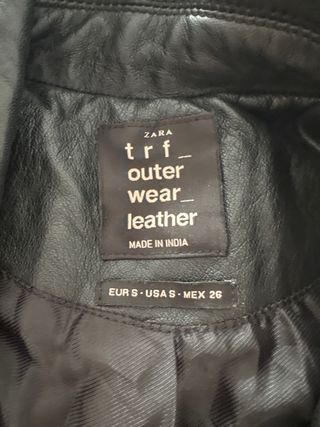 ZARA
trf_
outer
wear_
leather
MADE IN INDIA
EUR S - USA S - MEX 26